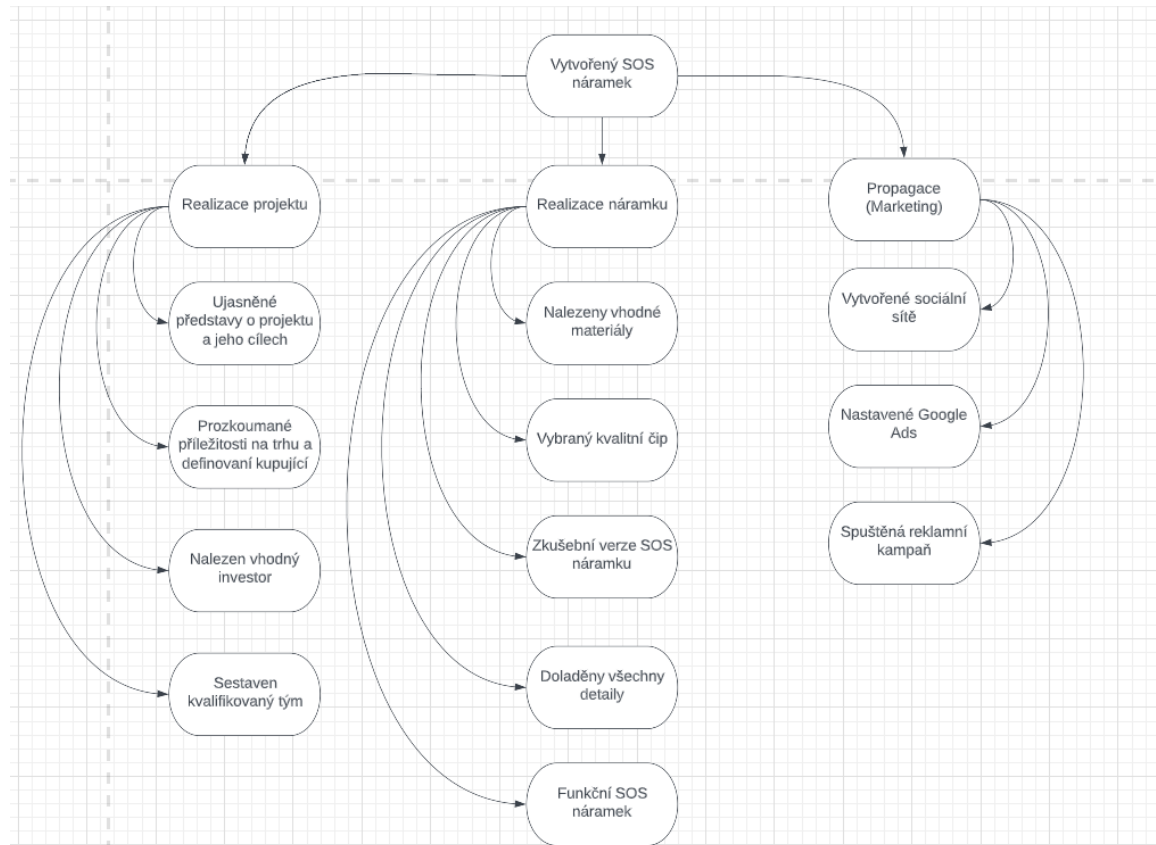 Vytvořený SOS
náramek
Realizace projektu
Realizace náramku
Propagace
(Marketing)
Ujasněné
představy o projektu
a jeho cílech
Nalezeny vhodné
materiály
Vytvořené sociální
sítě
Prozkoumané
příležitosti na trhu a
definovaní kupující
Vybraný kvalitní čip
Nastavené Google
Ads
Nalezen vhodný
investor
Zkušební verze SOS
náramku
Spuštěná reklamní
kampaň
Sestaven
kvalifikovaný tým
Doladěny všechny
detaily
Funkční SOS
náramek